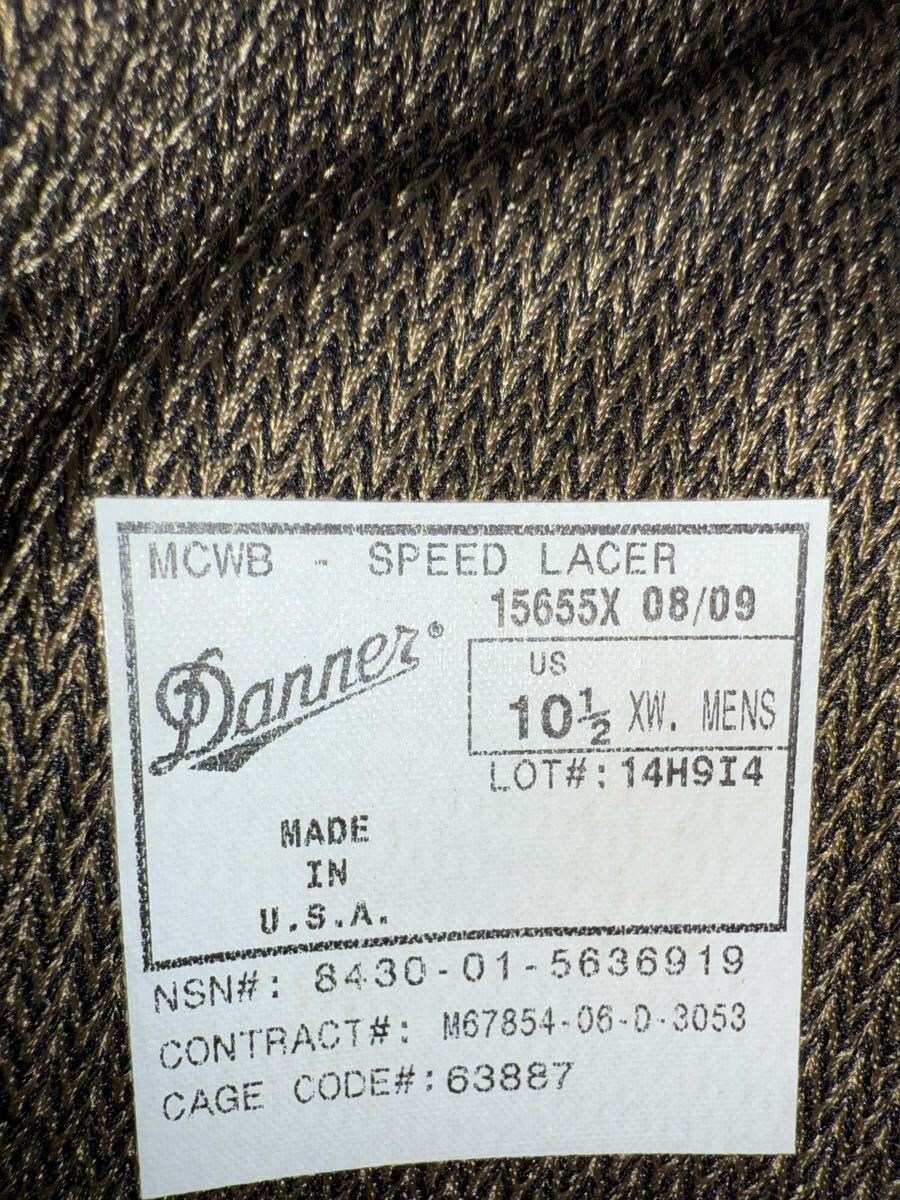 MCWB - SPEED LACER
15655X 08/09
Danner®
US
10½ XW. MENS
LOT#: 14H9I4
MADE
IN
U.S.A.
NSN#: 8430-01-5636919
CONTRACT#: M67854-06-D-3053
CAGE CODE#:63887